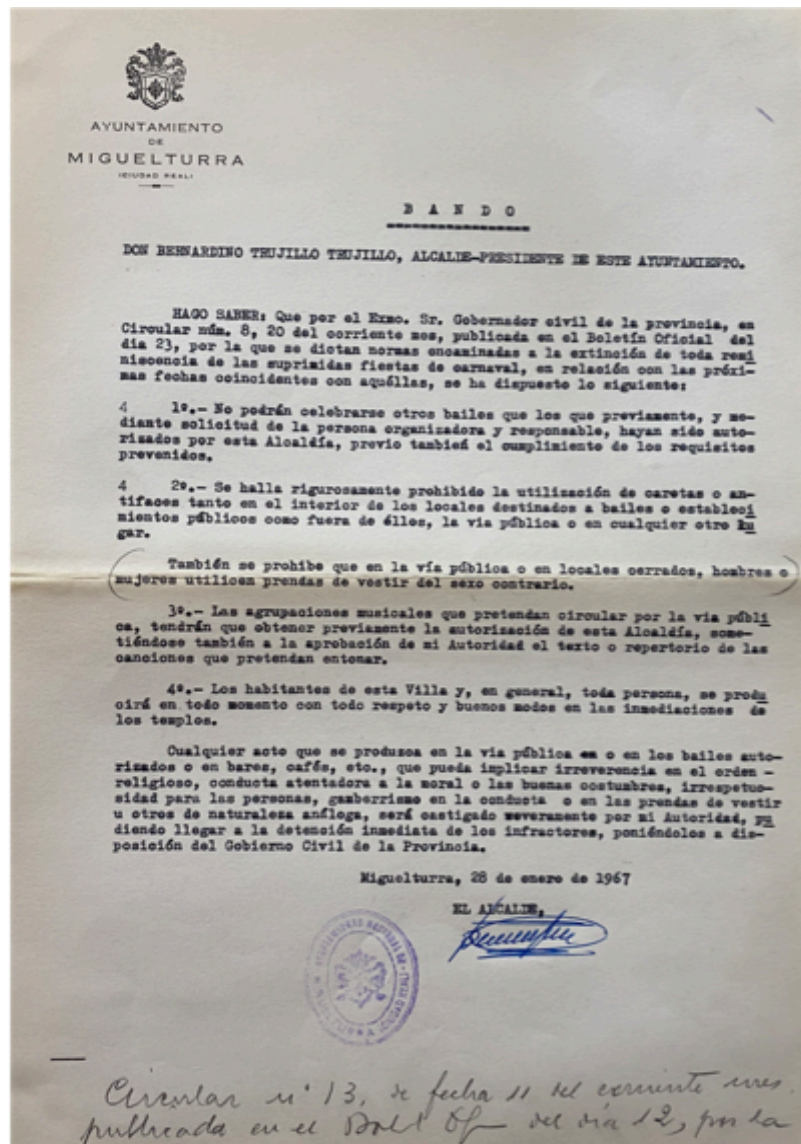 AYUNTAMIENTO
DE
MIGUELTURRA
(CIUDAD REAL)
B A N D O
DON BERNARDINO TRUJILLO TRUJILLO, ALCALDE-PRESIDENTE DE ESTE AYUNTAMIENTO.
HAGO SABER: Que por el Exmo. Sr. Gobernador civil de la provincia, en
Circular núm. 8, 20 del corriente mes, publicada en el Boletín Oficial del
dia 23, por la que se dictan normas encaminadas a la extinción de toda remi
niscencia de las suprimidas fiestas de carnaval, en relación con las próxi-
mas fechas coincidentes con aquéllas, se ha dispuesto lo siguiente:
4 1º.- No podrán celebrarse otros bailes que los que previamente, y me-
diante solicitud de la persona organizadora y responsable, hayan sido auto-
rizados por esta Alcaldía, previo tambieñ el cumplimiento de los requisitos
prevenidos.
4 2º.- Se halla rigurosamente prohibido la utilización de caretas o an-
tifaces tanto en el interior de los locales destinados a bailes o estableci
mientos públicos como fuera de éllos, la via pública o en cualquier otro lu
gar.
También se prohibe que en la vía pública o en locales cerrados, hombres o
mujeres utilicen prendas de vestir del sexo contrario.
3º.- Las agrupaciones musicales que pretendan circular por la via públi
ca, tendrán que obtener previamente la autorización de esta Alcaldía, some-
tiéndose también a la aprobación de mi Autoridad el texto o repertorio de las
canciones que pretendan entonar.
4º.- Los habitantes de esta Villa y, en general, toda persona, se produ
cirá en todo momento con todo respeto y buenos modos en las inmediaciones de
los templos.
Cualquier acto que se produzca en la via pública en o en los bailes auto-
rizados o en bares, cafés, etc., que pueda implicar irreverencia en el orden -
religioso, conducta atentadora a la moral o las buenas costumbres, irrespetuo-
sidad para las personas, gamberrismo en la conducta o en las prendas de vestir
u otros de naturaleza análoga, será castigado severamente por mi Autoridad, pu
diendo llegar a la detención inmediata de los infractores, poniéndolos a dis-
posición del Gobierno Civil de la Provincia.
Miguelturra, 28 de enero de 1967
EL ALCALDE,
Circular nº 13, de fecha 11 del corriente mes
publicada en el Bol Of del día 12, por la